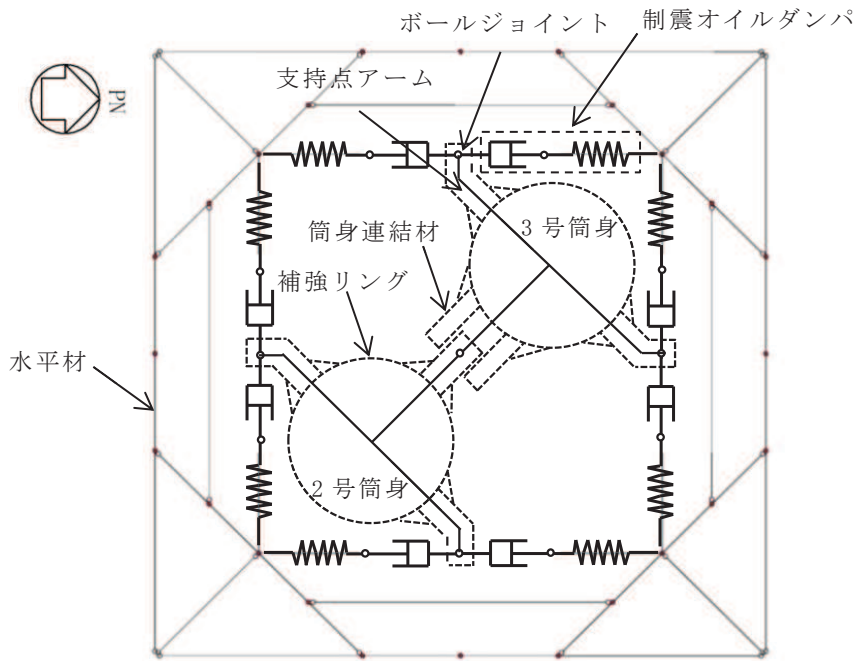 ボールジョイント
制震オイルダンパ
支持点アーム
PN
3号筒身
筒身連結材
補強リング
水平材
2号筒身